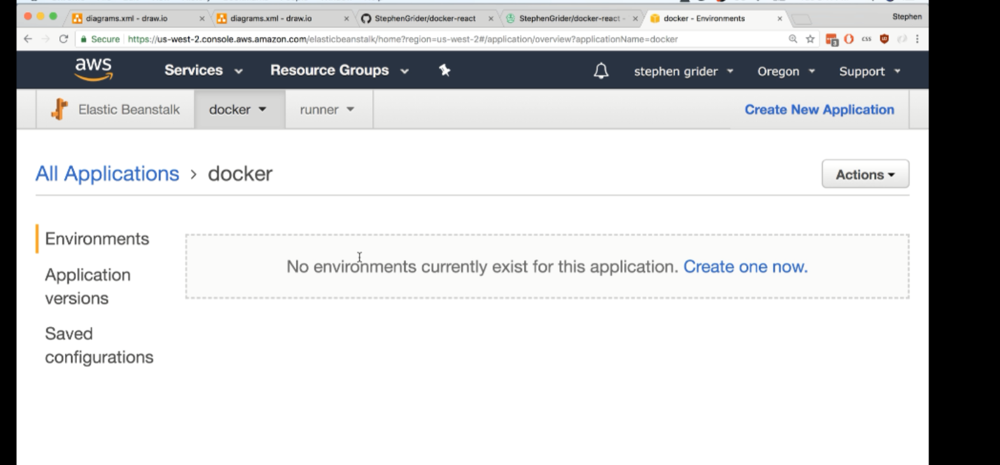 diagrams.xml - draw.io
diagrams.xml - draw.io
StephenGrider/docker-react
StephenGrider/docker-react -
docker - Environments
Stephen
Secure https://us-west-2.console.aws.amazon.com/elasticbeanstalk/home?region=us-west-2#/application/overview?applicationName=docker
CSS
3
aws Services Resource Groups stephen grider Oregon Support
Elastic Beanstalk docker runner Create New Application
All Applications > docker Actions
Environments
No environments currently exist for this application. Create one now.
Application
versions
Saved
configurations